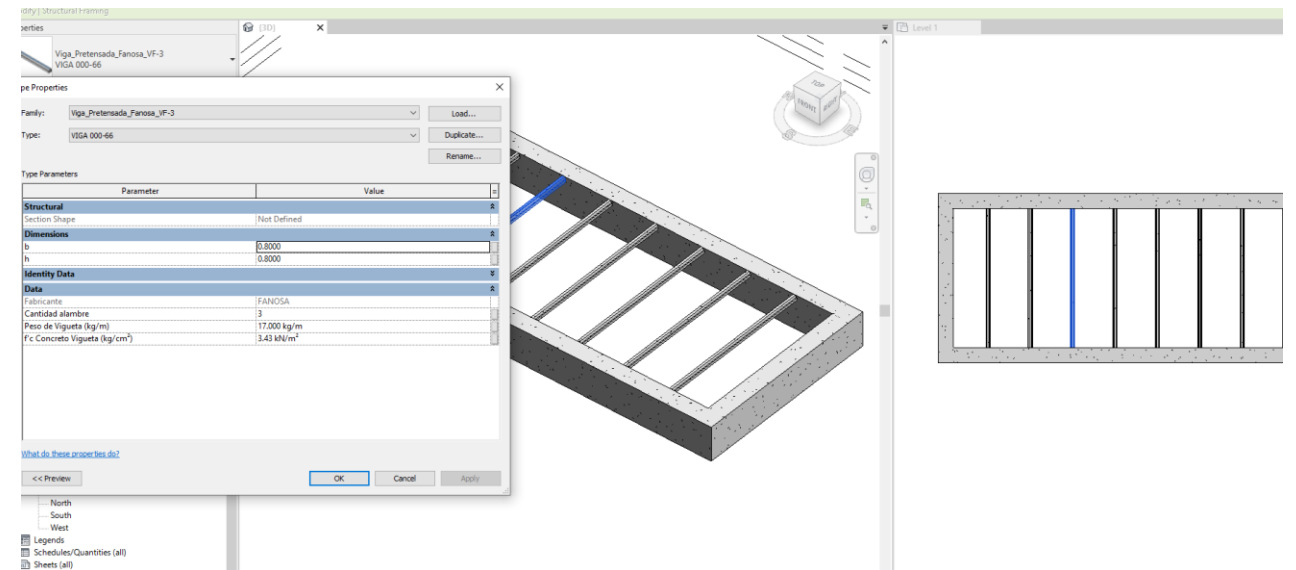 odify | Structural Framing
operties
{3D}
Level 1
Viga_Pretensada_Fanosa_VF-3
VIGA 000-66
pe Properties
Family: Viga_Pretensada_Fanosa_VF-3 Load...
Type: VIGA 000-66 Duplicate...
Rename...
Type Parameters
Parameter Value =
Structural
Section Shape Not Defined
Dimensions
b 0.8000
h 0.8000
Identity Data
Data
Fabricante FANOSA
Cantidad alambre 3
Peso de Vigueta (kg/m) 17.000 kg/m
f'c Concreto Vigueta (kg/cm²) 3.43 kN/m²
What do these properties do?
<< Preview OK Cancel Apply
North
South
West
Legends
Schedules/Quantities (all)
Sheets (all)
TOP
FRONT RIGHT